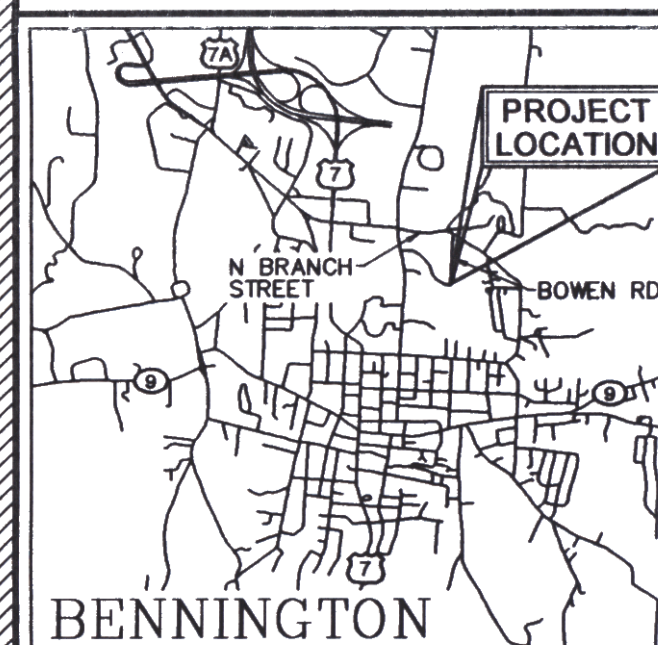 7A
PROJECT
LOCATION
7
N BRANCH
STREET
BOWEN RD
9
9
7
BENNINGTON